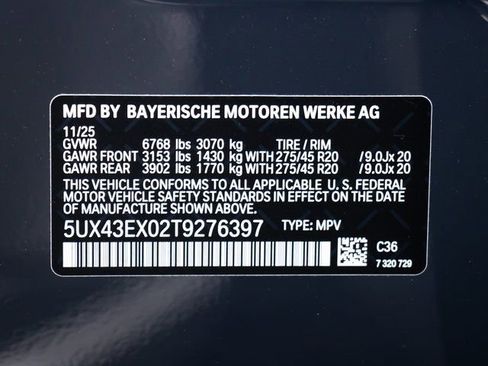 MFD BY BAYERISCHE MOTOREN WERKE AG
11/25
GVWR 6768 lbs 3070 kg TIRE / RIM
GAWR FRONT 3153 lbs 1430 kg WITH 275/45 R20 /9.0Jx 20
GAWR REAR 3902 lbs 1770 kg WITH 275/45 R20 /9.0Jx 20
THIS VEHICLE CONFORMS TO ALL APPLICABLE U. S. FEDERAL
MOTOR VEHICLE SAFETY STANDARDS IN EFFECT ON THE
DATE OF MANUFACTURE SHOWN ABOVE.
5UX43EX02T9276397 TYPE: MPV
C36
7 320 729